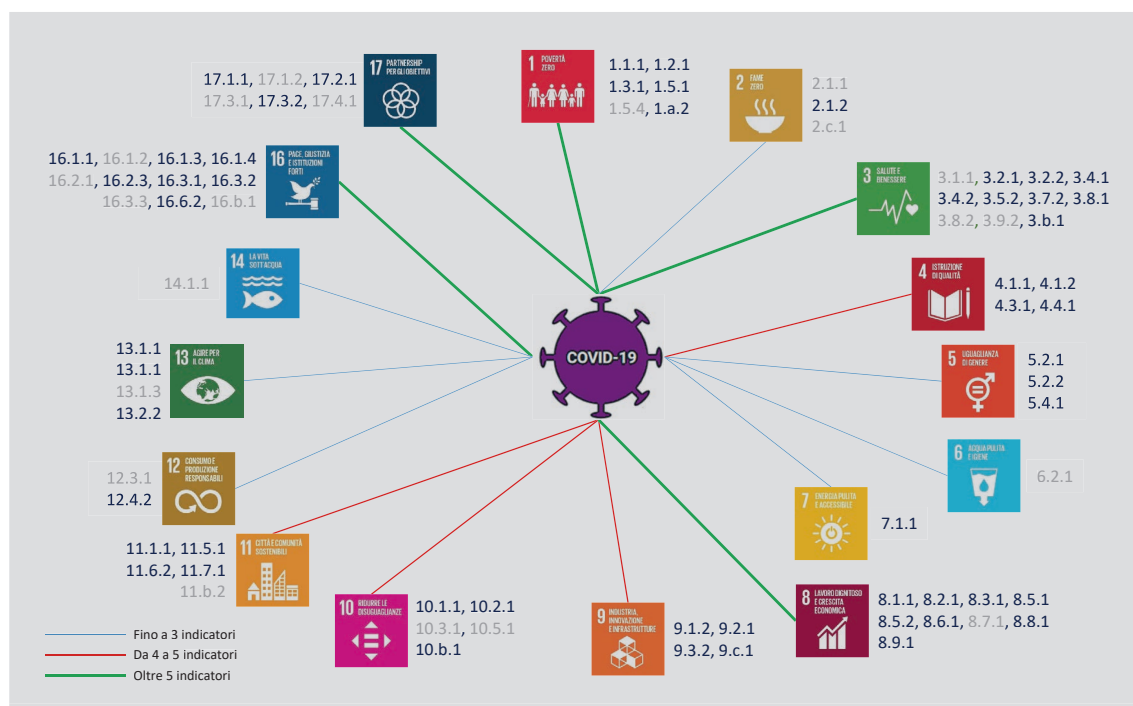 17 PARTNERSHIP
PER GLI OBIETTIVI
17.1.1, 17.1.2, 17.2.1
17.3.1, 17.3.2, 17.4.1
1 POVERTÀ
ZERO
1.1.1, 1.2.1
1.3.1, 1.5.1
1.5.4, 1.a.2
2 FAME
ZERO
2.1.1
2.1.2
2.c.1
16 PACE, GIUSTIZIA
E ISTITUZIONI
FORTI
16.1.1, 16.1.2, 16.1.3, 16.1.4
16.2.1, 16.2.3, 16.3.1, 16.3.2
16.3.3, 16.6.2, 16.b.1
3 SALUTE E
BENESSERE
3.1.1, 3.2.1, 3.2.2, 3.4.1
3.4.2, 3.5.2, 3.7.2, 3.8.1
3.8.2, 3.9.2, 3.b.1
14 LA VITA
SOTT'ACQUA
14.1.1
4 ISTRUZIONE
DI QUALITÀ
4.1.1, 4.1.2
4.3.1, 4.4.1
COVID-19
13 AGIRE PER
IL CLIMA
13.1.1
13.1.1
13.1.3
13.2.2
5 UGUAGLIANZA
DI GENERE
5.2.1
5.2.2
5.4.1
12 CONSUMO E
PRODUZIONE
RESPONSABILI
12.3.1
12.4.2
6 ACQUA PULITA
E IGIENE
6.2.1
7 ENERGIA PULITA
E ACCESSIBILE
7.1.1
11 CITTÀ E COMUNITÀ
SOSTENIBILI
11.1.1, 11.5.1
11.6.2, 11.7.1
11.b.2
10 RIDURRE LE
DISUGUAGLIANZE
10.1.1, 10.2.1
10.3.1, 10.5.1
10.b.1
9 INDUSTRIA,
INNOVAZIONE
E INFRASTRUTTURE
9.1.2, 9.2.1
9.3.2, 9.c.1
8 LAVORO DIGNITOSO
E CRESCITA
ECONOMICA
8.1.1, 8.2.1, 8.3.1, 8.5.1
8.5.2, 8.6.1, 8.7.1, 8.8.1
8.9.1
Fino a 3 indicatori
Da 4 a 5 indicatori
Oltre 5 indicatori